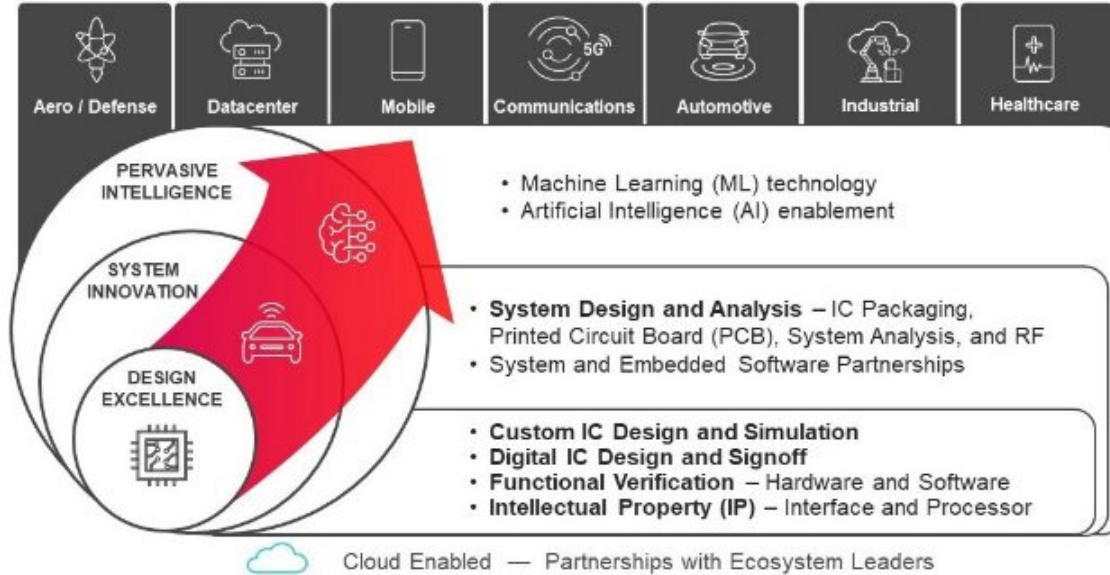 5G
Aero / Defense
Datacenter
Mobile
Communications
Automotive
Industrial
Healthcare
PERVASIVE
INTELLIGENCE
• Machine Learning (ML) technology
• Artificial Intelligence (AI) enablement
SYSTEM
INNOVATION
• System Design and Analysis – IC Packaging,
Printed Circuit Board (PCB), System Analysis, and RF
• System and Embedded Software Partnerships
DESIGN
EXCELLENCE
• Custom IC Design and Simulation
• Digital IC Design and Signoff
• Functional Verification – Hardware and Software
• Intellectual Property (IP) – Interface and Processor
Cloud Enabled — Partnerships with Ecosystem Leaders